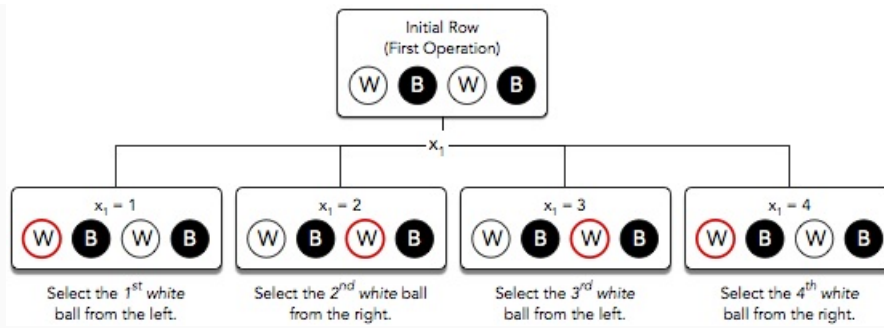 Initial Row
(First Operation)
W B W B
x₁
x₁ = 1
W B W B
Select the 1st white
ball from the left.
x₁ = 2
W B W B
Select the 2nd white ball
from the right.
x₁ = 3
W B W B
Select the 3rd white
ball from the left.
x₁ = 4
W B W B
Select the 4th white
ball from the right.